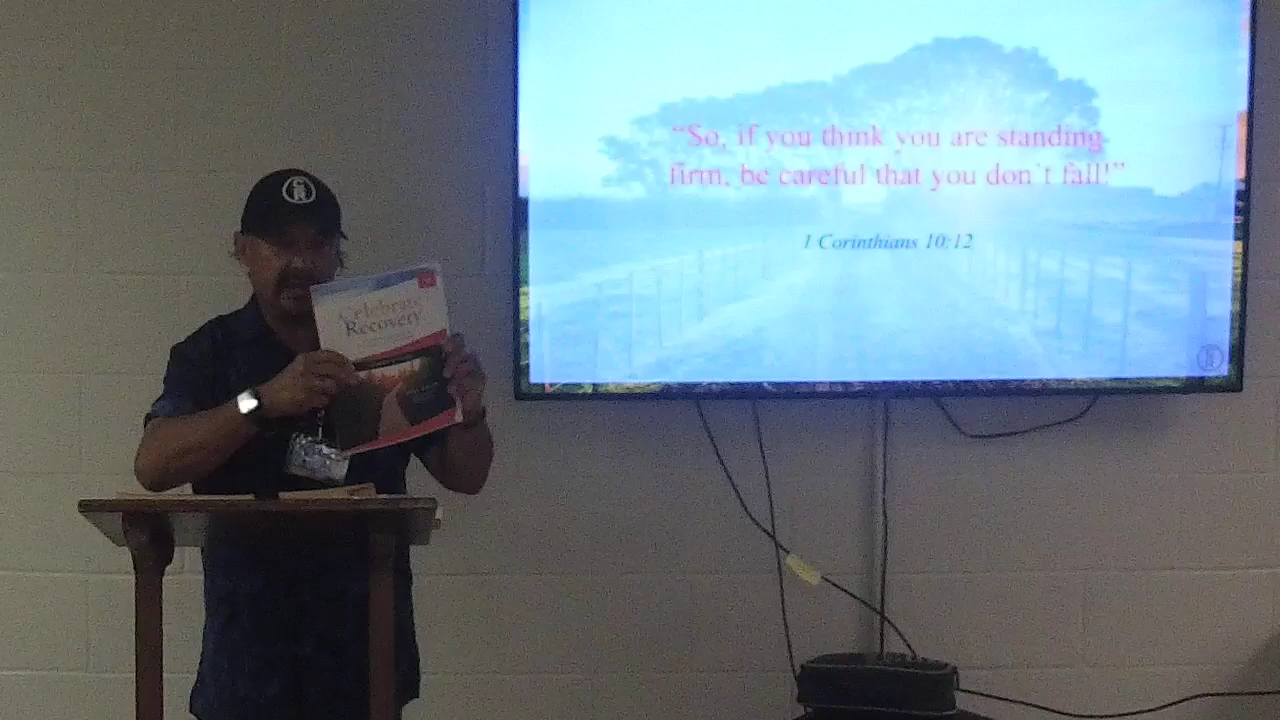 “So, if you think you are standing
firm, be careful that you don’t fall!”
1 Corinthians 10:12
Celebrate
Recovery